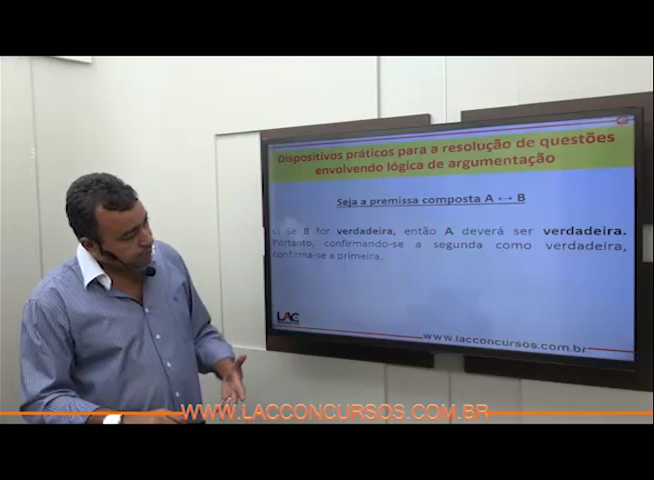 Dispositivos práticos para a resolução de questões
envolvendo lógica de argumentação
Seja a premissa composta A ↔ B
c) Se B for verdadeira, então A deverá ser verdadeira.
Portanto, confirmando-se a segunda como verdadeira,
confirma-se a primeira.
LAC
www.lacconcursos.com.br
WWW.LACCONCURSOS.COM.BR